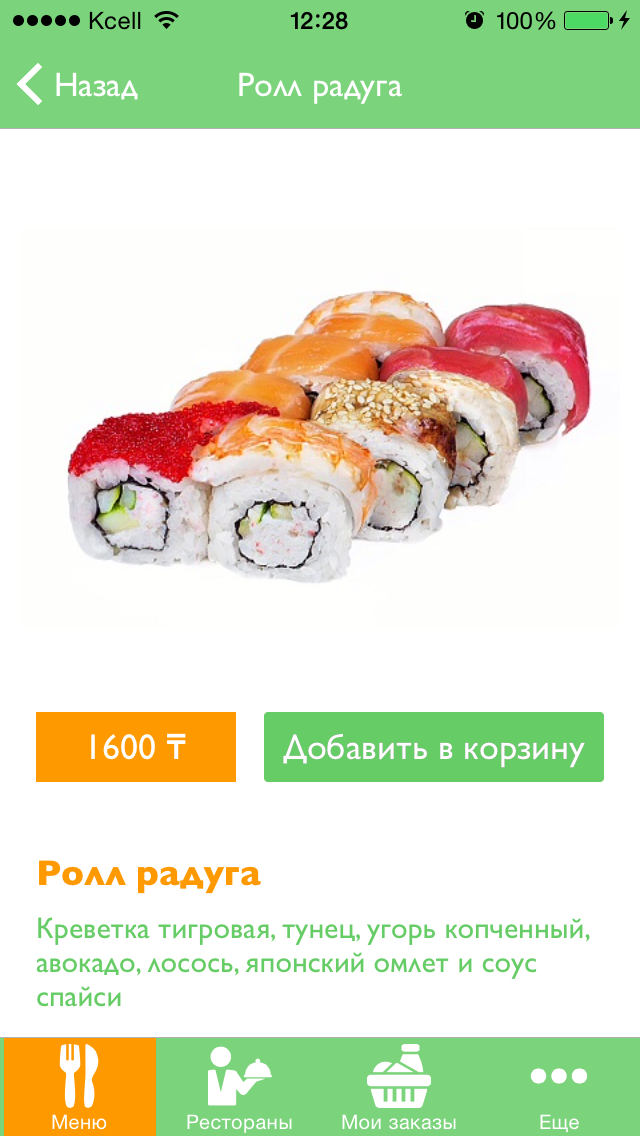 Kcell 12:28 100%
Назад Ролл радуга
1600 ₸ Добавить в корзину
Ролл радуга
Креветка тигровая, тунец, угорь копченный,
авокадо, лосось, японский омлет и соус
спайси
Меню Рестораны Мои заказы Еще